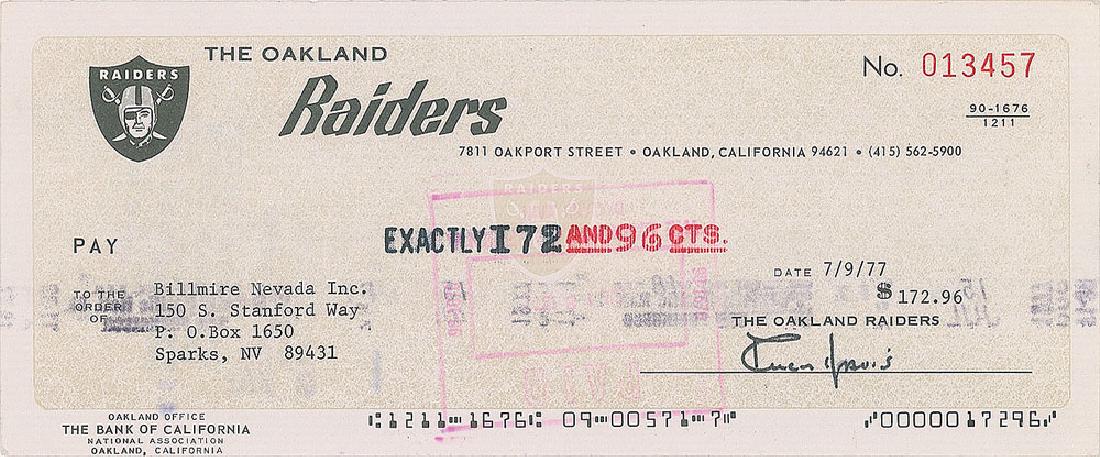 THE OAKLAND
RAIDERS
Raiders
No. 013457
90-1676
1211
7811 OAKPORT STREET • OAKLAND, CALIFORNIA 94621 • (415) 562-5900
RAIDERS
PAY
EXACTLY 172 AND 96 CTS.
DATE 7/9/77
$ 172.96
TO THE
ORDER
OF
Billmire Nevada Inc.
150 S. Stanford Way
P. O.Box 1650
Sparks, NV 89431
THE OAKLAND RAIDERS
OAKLAND OFFICE
THE BANK OF CALIFORNIA
NATIONAL ASSOCIATION
OAKLAND, CALIFORNIA
⑆1211⑉1676⑆ 09⑉00571⑉7⑈ ⑈0000017296⑈